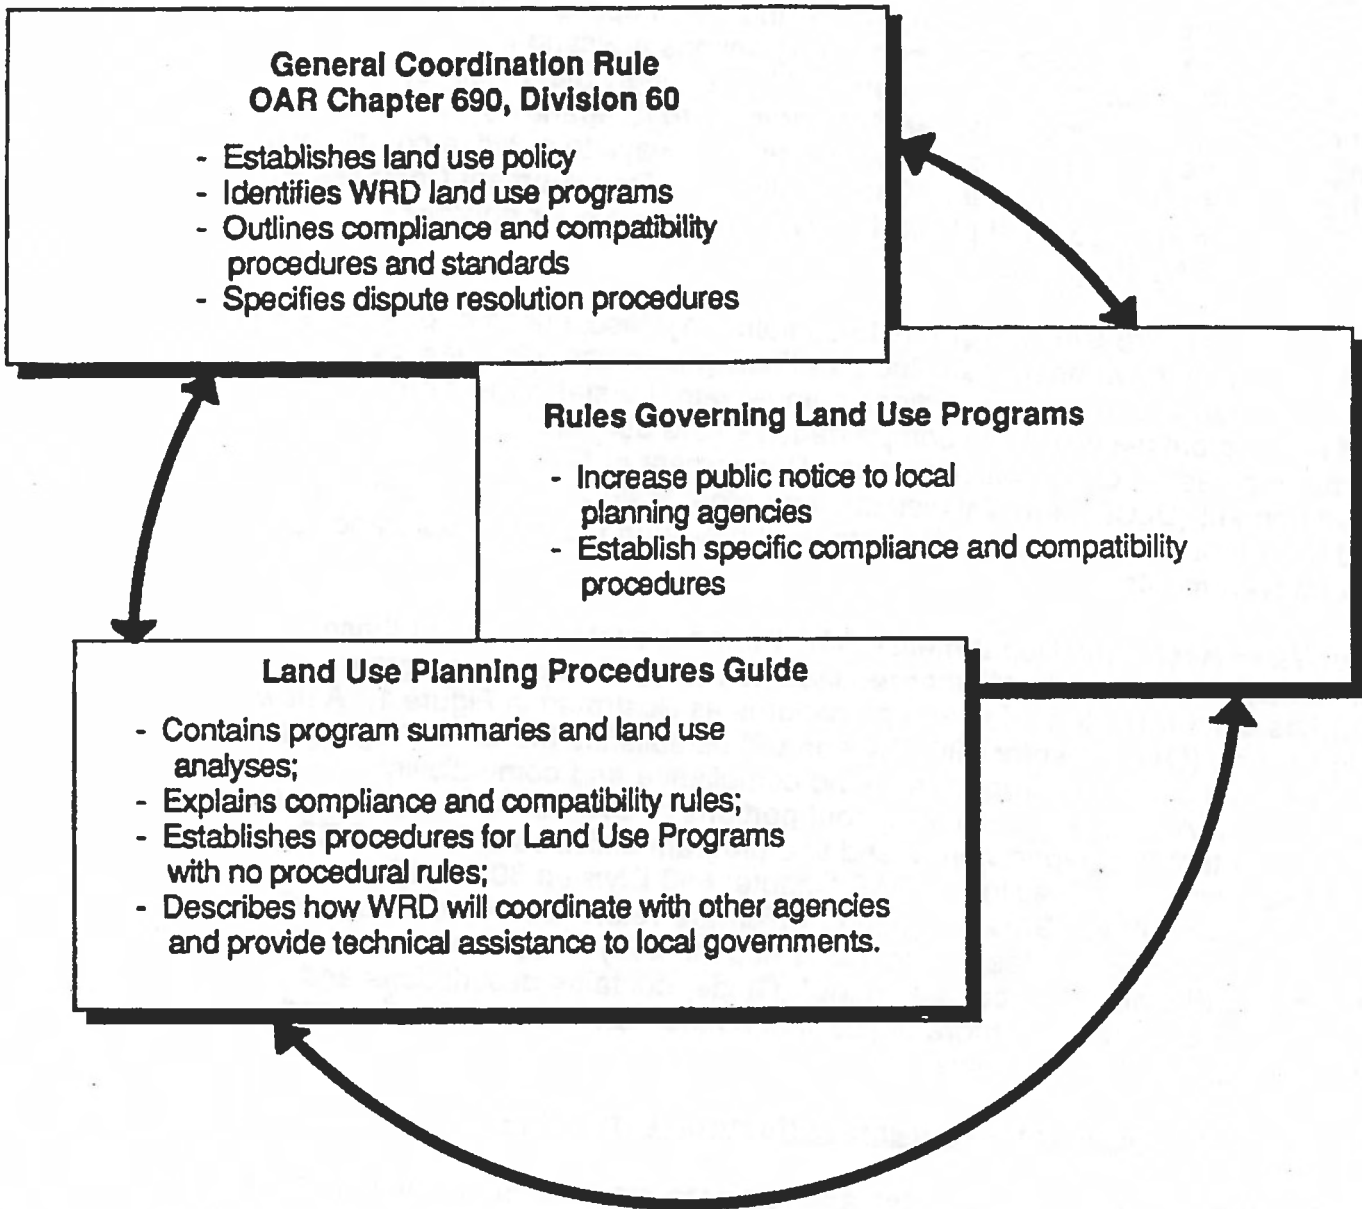 General Coordination Rule
OAR Chapter 690, Division 60
- Establishes land use policy
- Identifies WRD land use programs
- Outlines compliance and compatibility
procedures and standards
- Specifies dispute resolution procedures
Rules Governing Land Use Programs
- Increase public notice to local
planning agencies
- Establish specific compliance and compatibility
procedures
Land Use Planning Procedures Guide
- Contains program summaries and land use
analyses;
- Explains compliance and compatibility rules;
- Establishes procedures for Land Use Programs
with no procedural rules;
- Describes how WRD will coordinate with other agencies
and provide technical assistance to local governments.